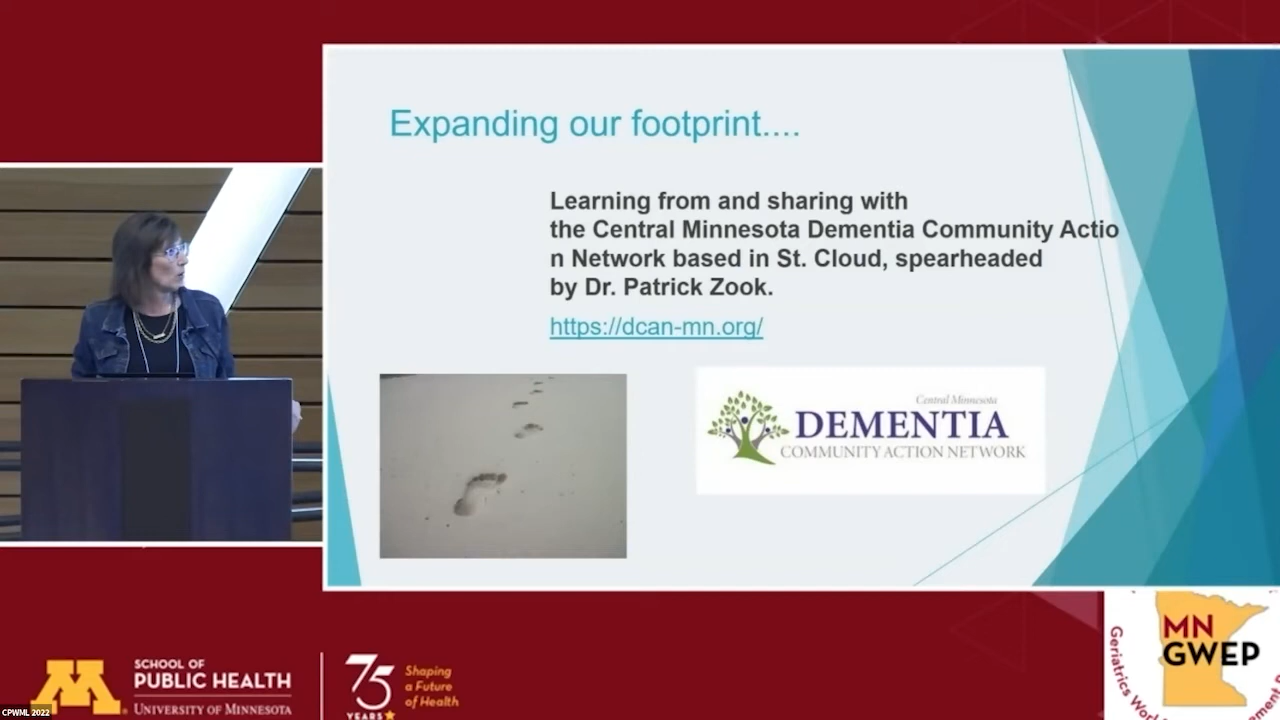 Expanding our footprint....
Learning from and sharing with
the Central Minnesota Dementia Community Actio
n Network based in St. Cloud, spearheaded
by Dr. Patrick Zook.
https://dcan-mn.org/
Central Minnesota
DEMENTIA
COMMUNITY ACTION NETWORK
M
SCHOOL OF
PUBLIC HEALTH
UNIVERSITY OF MINNESOTA
75
YEARS
Shaping
a Future
of Health
MN
GWEP
Geriatrics
CPWML 2022